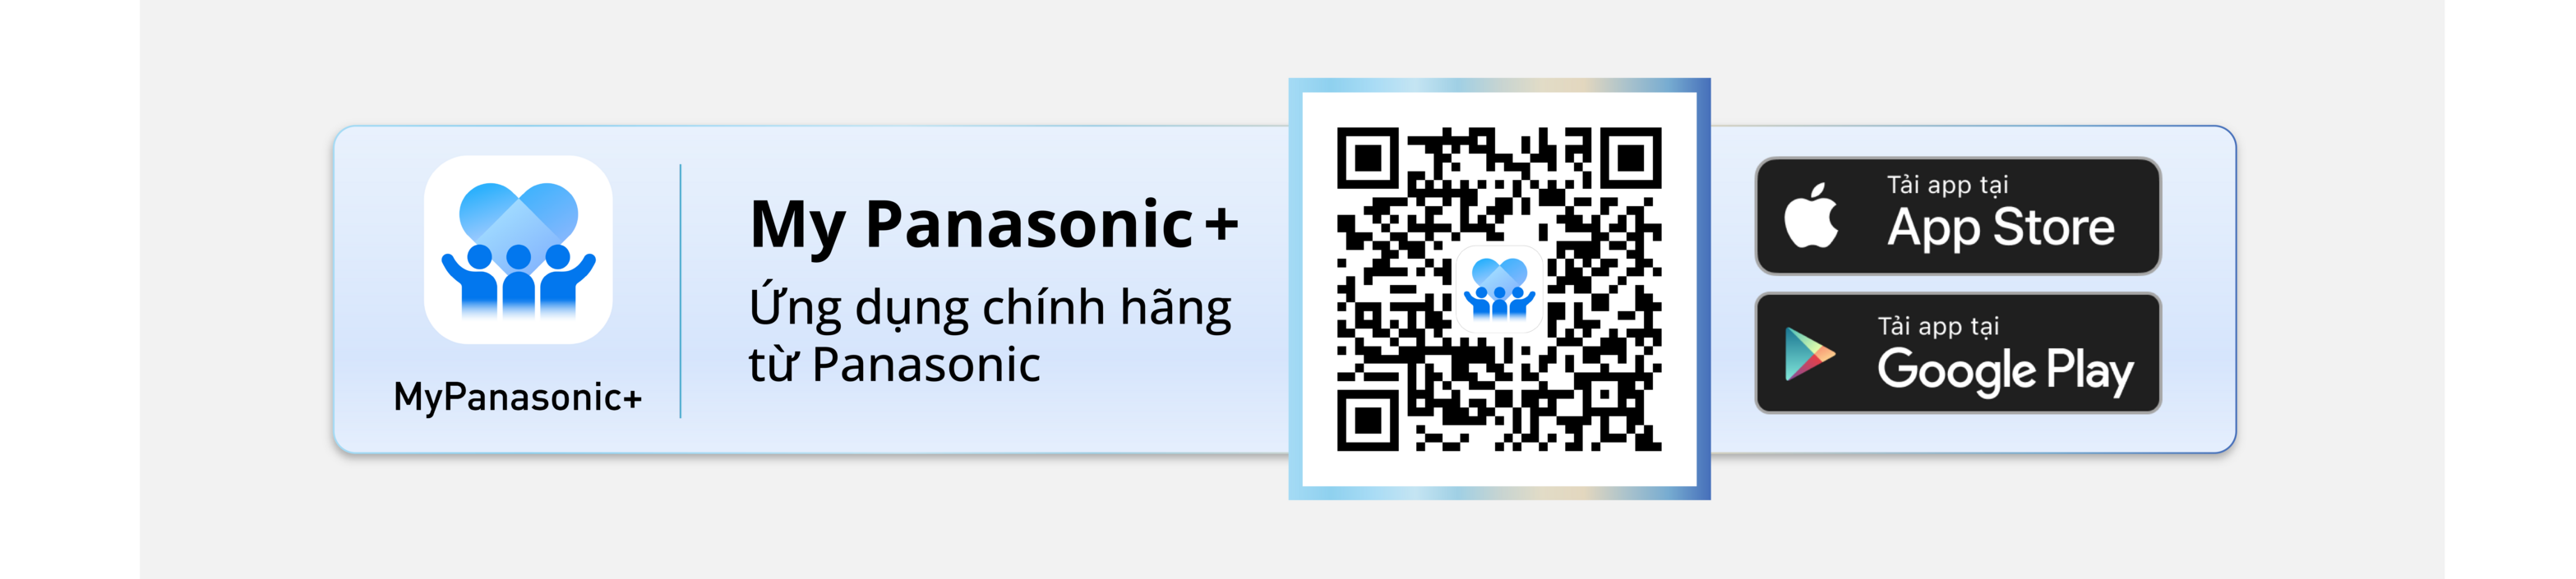 MyPanasonic+
My Panasonic+
Ứng dụng chính hãng
từ Panasonic
Tải app tại
App Store
Tải app tại
Google Play